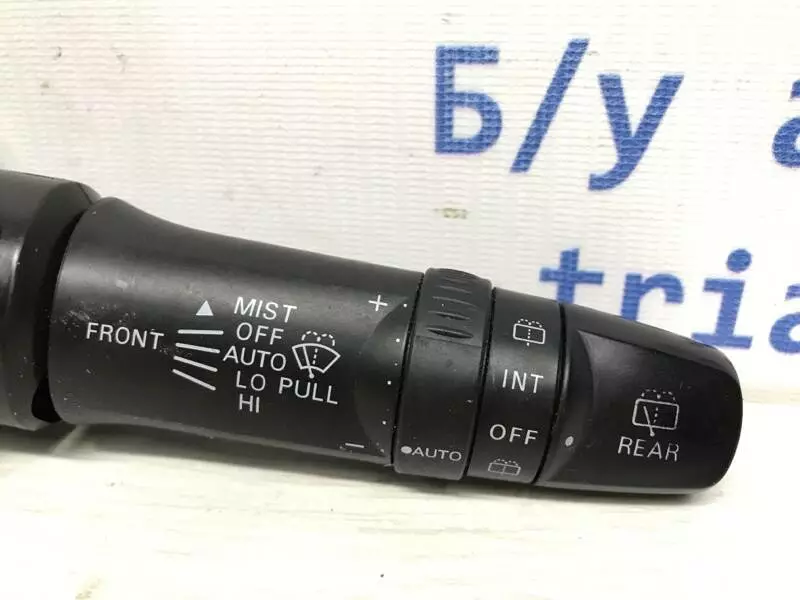 Б/у а
tria
MIST
FRONT OFF
AUTO
LO PULL
HI
+
−
●AUTO
INT
OFF
REAR